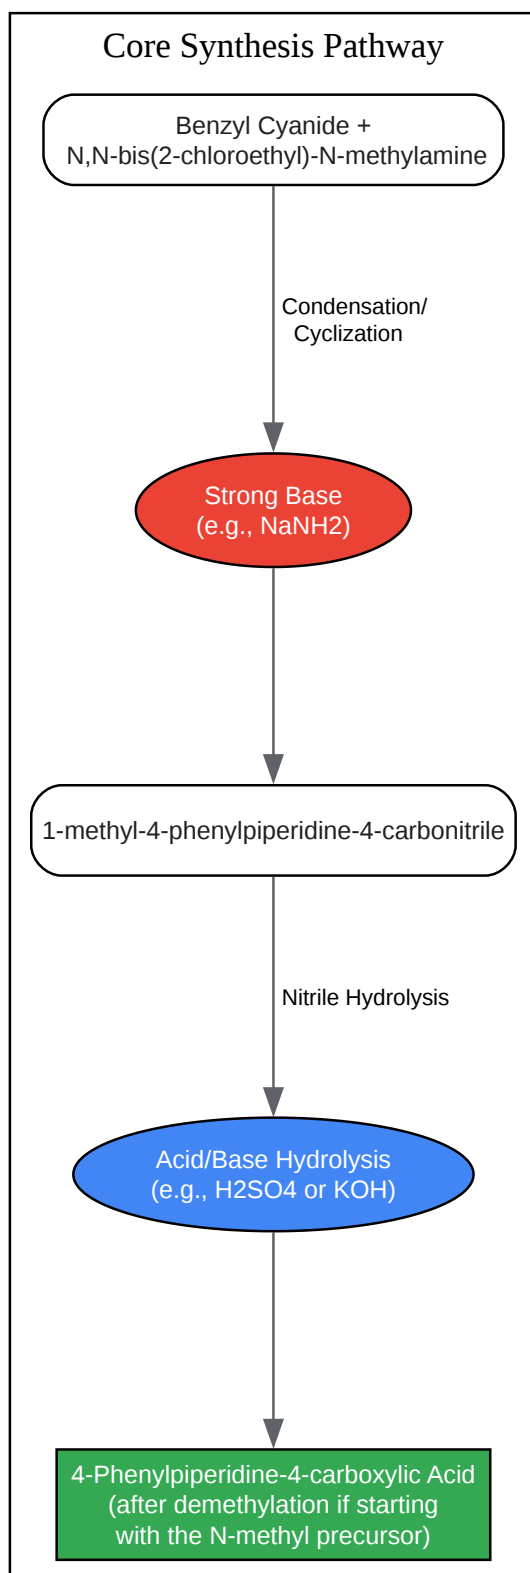 Core Synthesis Pathway
Benzyl Cyanide +
N,N-bis(2-chloroethyl)-N-methylamine
Condensation/
Cyclization
Strong Base
(e.g., NaNH2)
1-methyl-4-phenylpiperidine-4-carbonitrile
Nitrile Hydrolysis
Acid/Base Hydrolysis
(e.g., H2SO4 or KOH)
4-Phenylpiperidine-4-carboxylic Acid
(after demethylation if starting
with the N-methyl precursor)